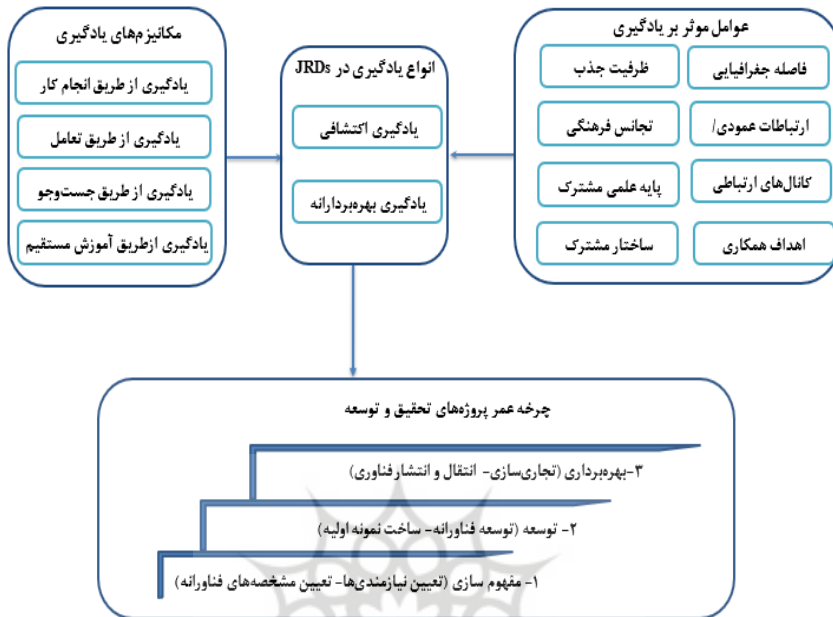 عوامل موثر بر یادگیری
فاصله جغرافیایی
ظرفیت جذب
ارتباطات عمودی/
تجانس فرهنگی
کانال‌های ارتباطی
پایه علمی مشترک
اهداف همکاری
ساختار مشترک
انواع یادگیری در JRDs
یادگیری اکتشافی
یادگیری بهره‌بردارانه
مکانیزم‌های یادگیری
یادگیری از طریق انجام کار
یادگیری از طریق تعامل
یادگیری از طریق جست‌وجو
یادگیری ازطریق آموزش مستقیم
چرخه عمر پروژه‌های تحقیق و توسعه
۳-بهره‌برداری (تجاری‌سازی- انتقال و انتشارفناوری)
۲- توسعه (توسعه فناورانه- ساخت نمونه اولیه)
۱- مفهوم سازی (تعیین نیازمندی‌ها- تعیین مشخصه‌های فناورانه)